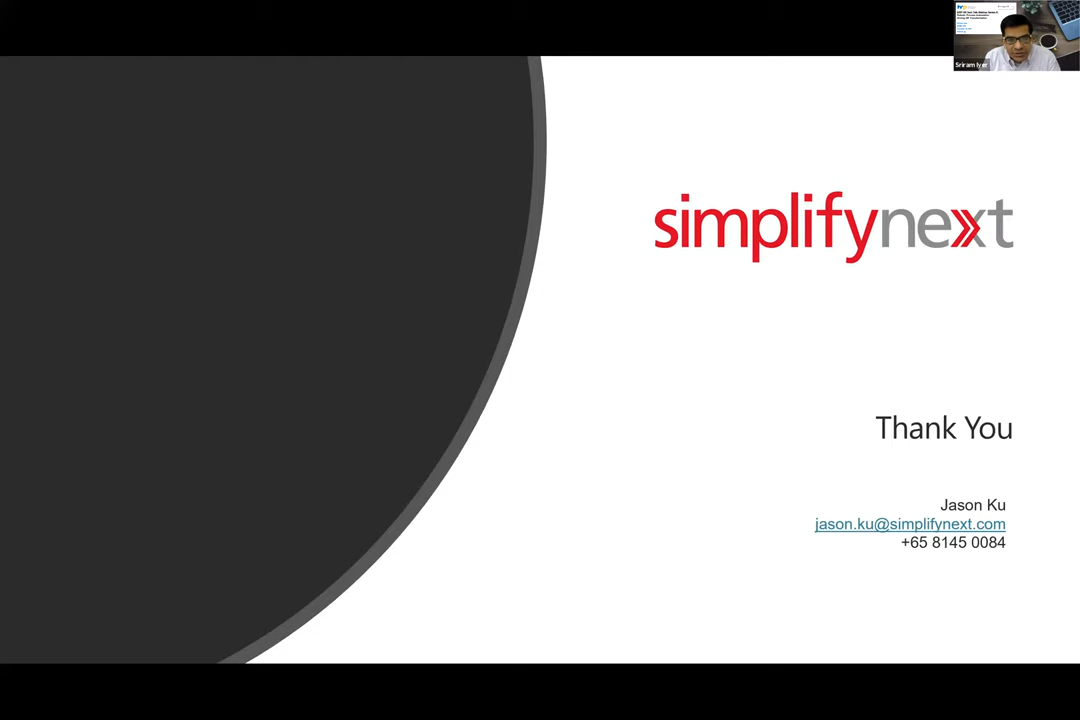 Sriram Iyer
simplifynext
Thank You
Jason Ku
jason.ku@simplifynext.com
+65 8145 0084